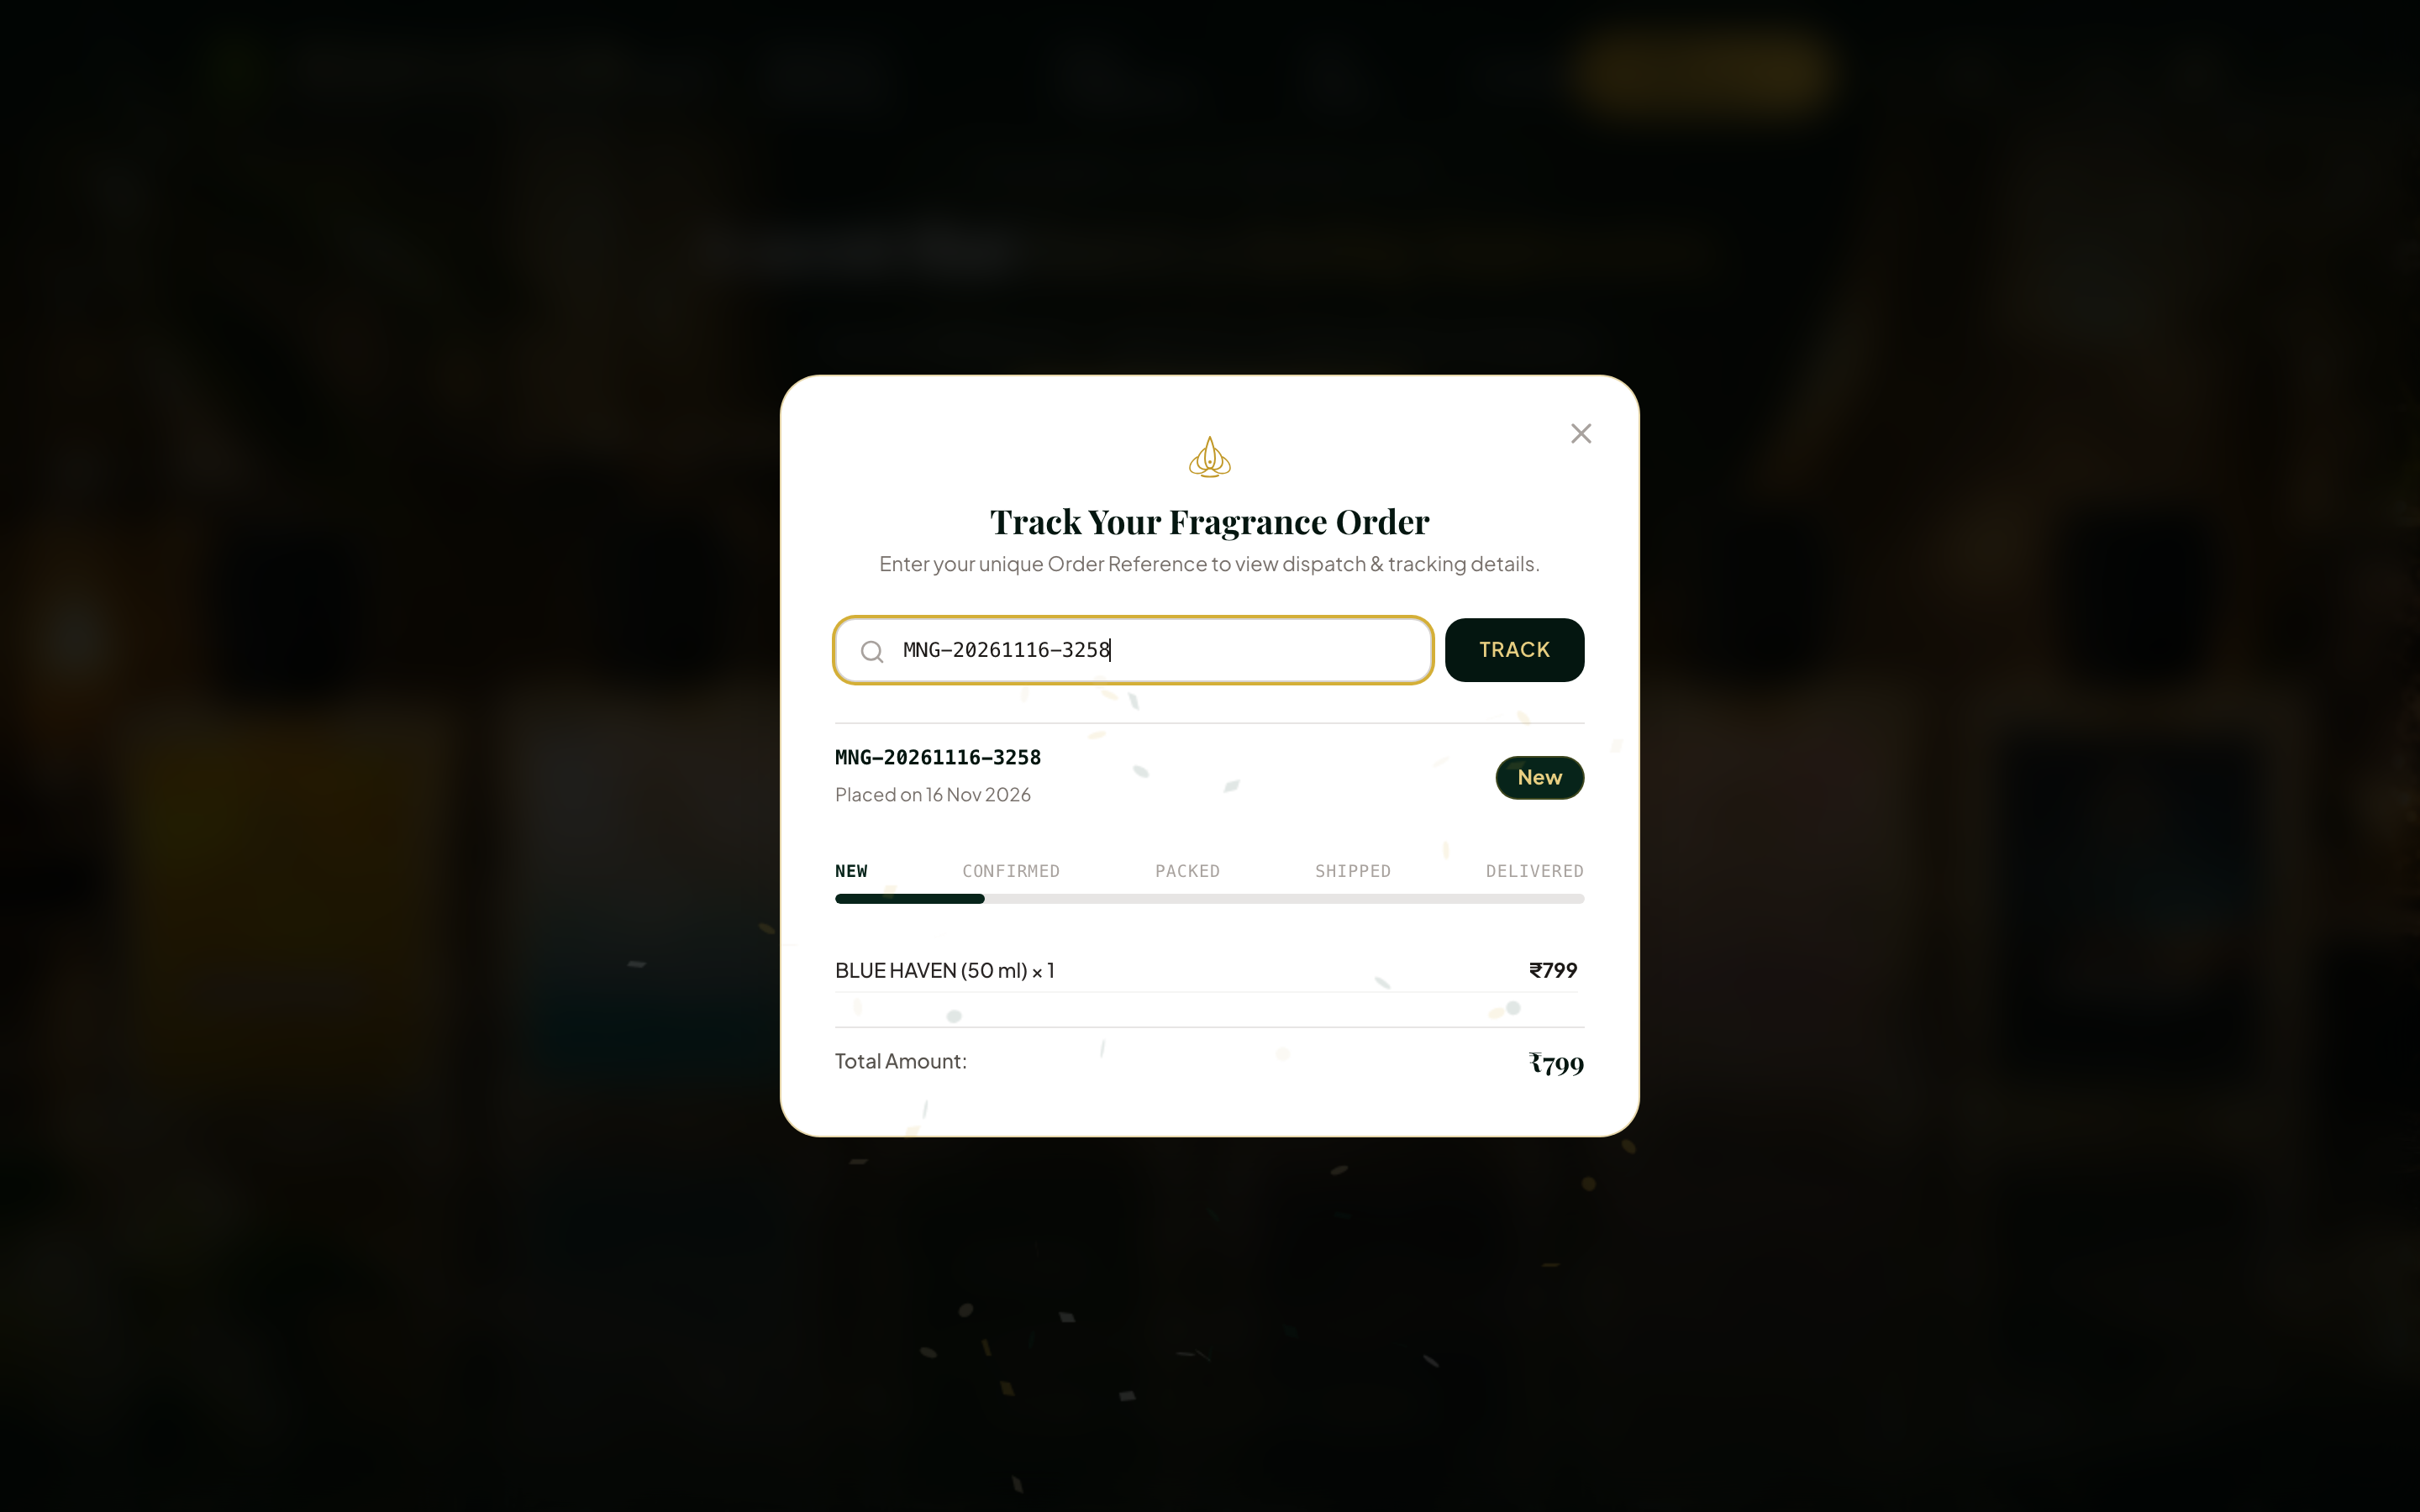 Track Your Fragrance Order
Enter your unique Order Reference to view dispatch & tracking details.
MNG-20261116-3258
TRACK
MNG-20261116-3258
Placed on 16 Nov 2026
New
NEW CONFIRMED PACKED SHIPPED DELIVERED
BLUE HAVEN (50 ml) × 1 ₹799
Total Amount: ₹799